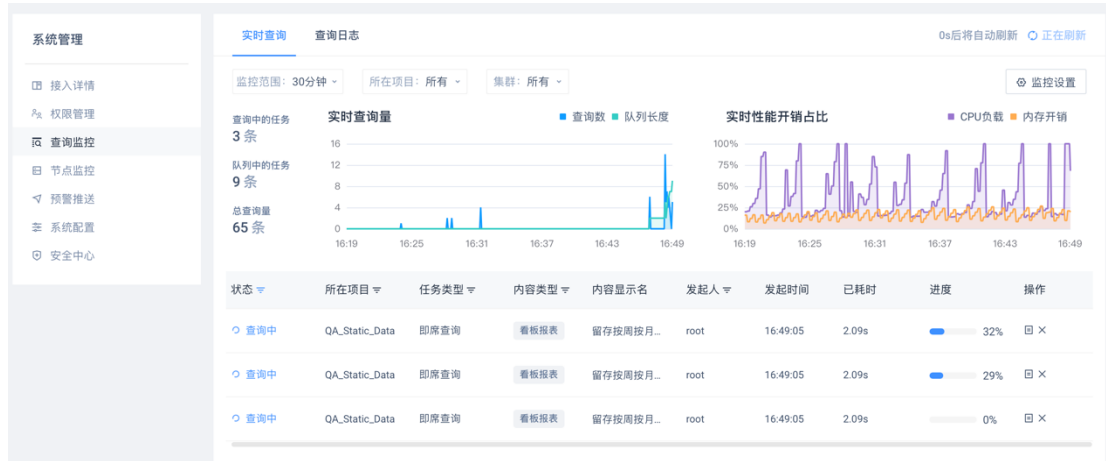 系统管理
接入详情
权限管理
查询监控
节点监控
预警推送
系统配置
安全中心
实时查询 查询日志 0s后将自动刷新 正在刷新
监控范围：30分钟 所在项目：所有 集群：所有 监控设置
查询中的任务
3 条
队列中的任务
9 条
总查询量
65 条
实时查询量 查询数 队列长度
16
12
8
4
0
16:19 16:25 16:31 16:37 16:43 16:49
实时性能开销占比 CPU负载 内存开销
100%
75%
50%
25%
0%
16:19 16:25 16:31 16:37 16:43 16:49
状态 所在项目 任务类型 内容类型 内容显示名 发起人 发起时间 已耗时 进度 操作
查询中 QA_Static_Data 即席查询 看板报表 留存按周按月... root 16:49:05 2.09s 32%
查询中 QA_Static_Data 即席查询 看板报表 留存按周按月... root 16:49:05 2.09s 29%
查询中 QA_Static_Data 即席查询 看板报表 留存按周按月... root 16:49:05 2.09s 0%